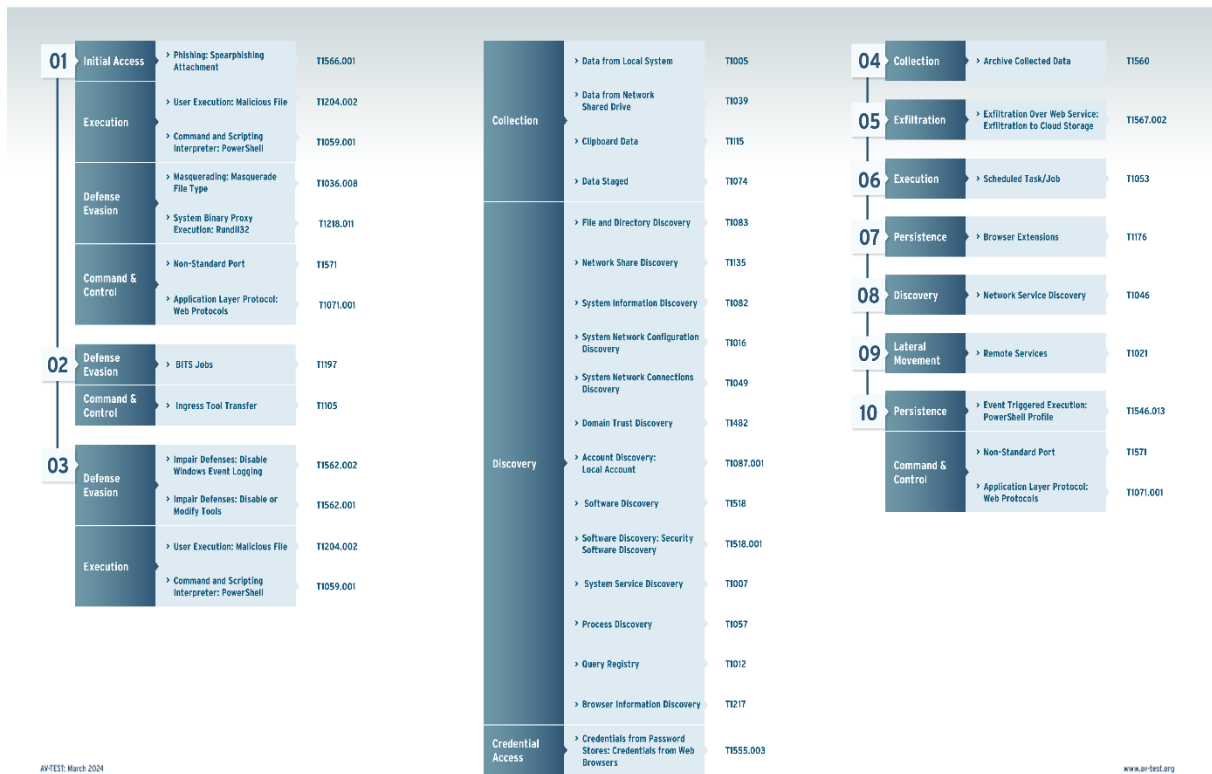 01
Initial Access
> Phishing: Spearphishing
Attachment
T1566.001
Execution
> User Execution: Malicious File
T1204.002
> Command and Scripting
Interpreter: PowerShell
T1059.001
Defense
Evasion
> Masquerading: Masquerade
File Type
T1036.008
> System Binary Proxy
Execution: Rundll32
T1218.011
Command &
Control
> Non-Standard Port
T1571
> Application Layer Protocol:
Web Protocols
T1071.001
02
Defense
Evasion
> BITS Jobs
T1197
Command &
Control
> Ingress Tool Transfer
T1105
03
Defense
Evasion
> Impair Defenses: Disable
Windows Event Logging
T1562.002
> Impair Defenses: Disable or
Modify Tools
T1562.001
Execution
> User Execution: Malicious File
T1204.002
> Command and Scripting
Interpreter: PowerShell
T1059.001
Collection
> Data from Local System
T1005
> Data from Network
Shared Drive
T1039
> Clipboard Data
T1115
> Data Staged
T1074
Discovery
> File and Directory Discovery
T1083
> Network Share Discovery
T1135
> System Information Discovery
T1082
> System Network Configuration
Discovery
T1016
> System Network Connections
Discovery
T1049
> Domain Trust Discovery
T1482
> Account Discovery:
Local Account
T1087.001
> Software Discovery
T1518
> Software Discovery: Security
Software Discovery
T1518.001
> System Service Discovery
T1007
> Process Discovery
T1057
> Query Registry
T1012
> Browser Information Discovery
T1217
Credential
Access
> Credentials from Password
Stores: Credentials from Web
Browsers
T1555.003
04
Collection
> Archive Collected Data
T1560
05
Exfiltration
> Exfiltration Over Web Service:
Exfiltration to Cloud Storage
T1567.002
06
Execution
> Scheduled Task/Job
T1053
07
Persistence
> Browser Extensions
T1176
08
Discovery
> Network Service Discovery
T1046
09
Lateral
Movement
> Remote Services
T1021
10
Persistence
> Event Triggered Execution:
PowerShell Profile
T1546.013
Command &
Control
> Non-Standard Port
T1571
> Application Layer Protocol:
Web Protocols
T1071.001
AV-TEST: March 2024
www.av-test.org